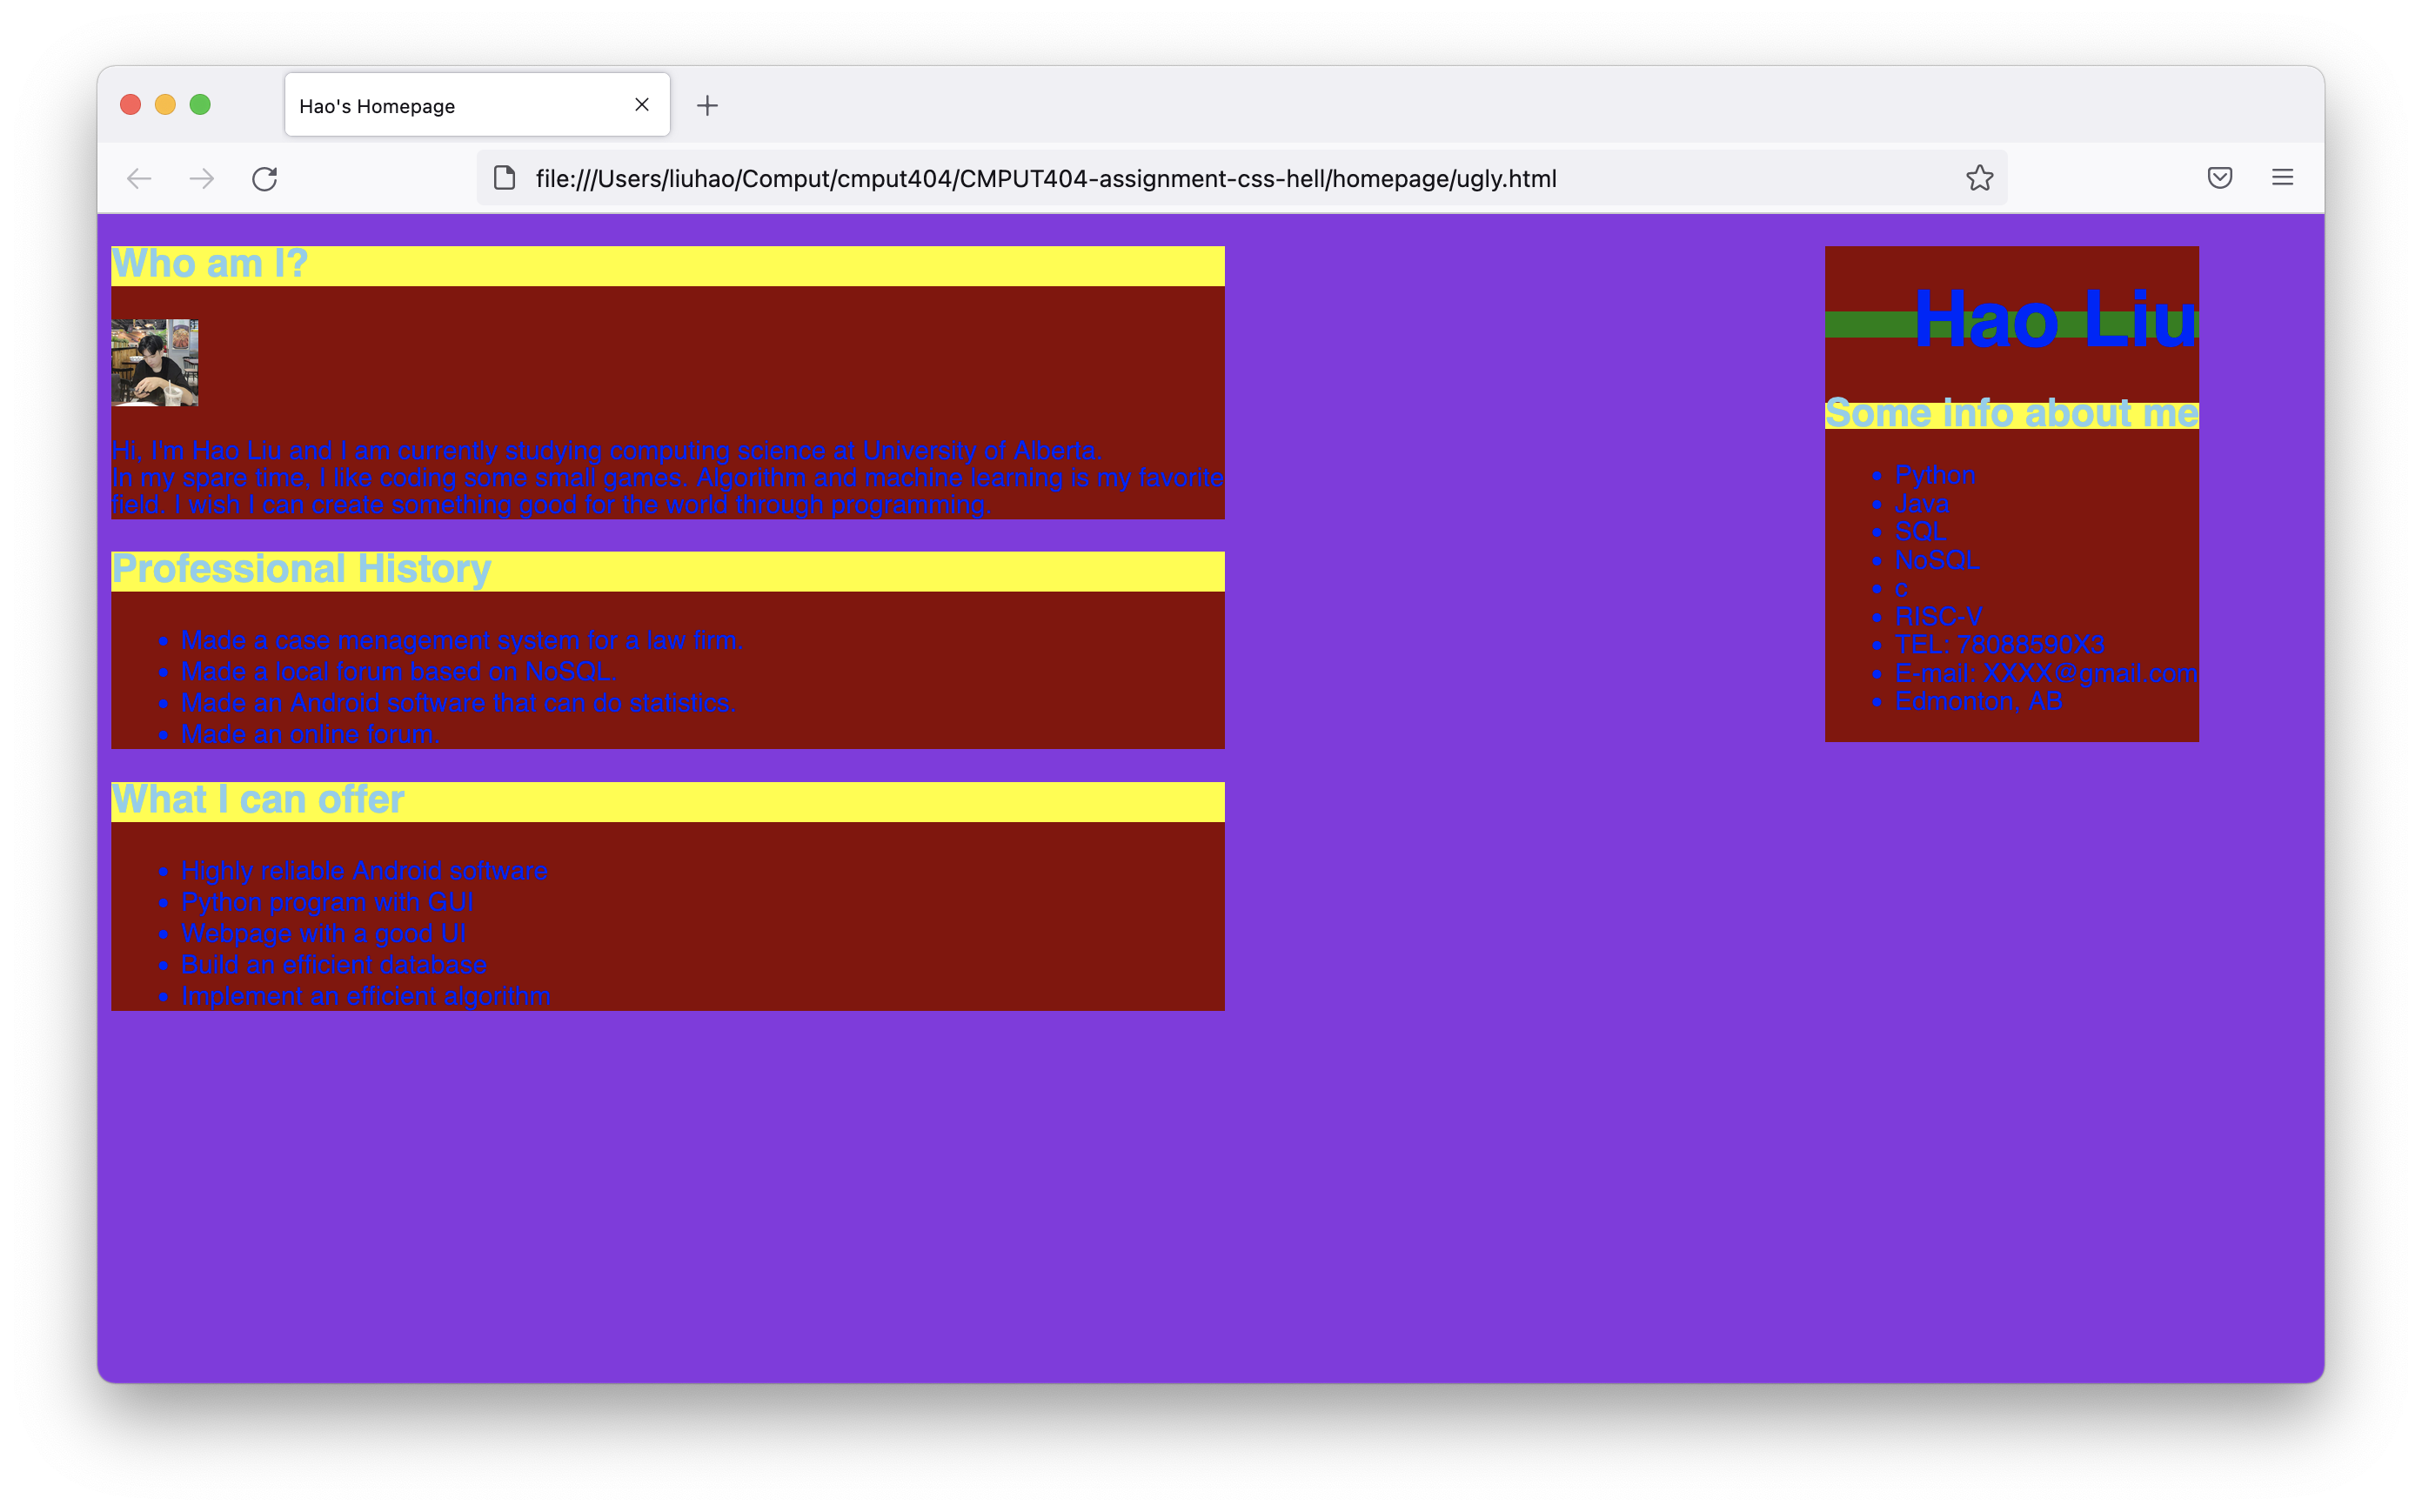 Hao's Homepage
file:///Users/liuhao/Comput/cmput404/CMPUT404-assignment-css-hell/homepage/ugly.html
Who am I?
Hi, I'm Hao Liu and I am currently studying computing science at University of Alberta.
In my spare time, I like coding some small games. Algorithm and machine learning is my favorite
field. I wish I can create something good for the world through programming.
Professional History
Made a case menagement system for a law firm.
Made a local forum based on NoSQL.
Made an Android software that can do statistics.
Made an online forum.
What I can offer
Highly reliable Android software
Python program with GUI
Webpage with a good UI
Build an efficient database
Implement an efficient algorithm
Hao Liu
Some info about me
Python
Java
SQL
NoSQL
c
RISC-V
TEL: 78088590X3
E-mail: XXXX@gmail.com
Edmonton, AB